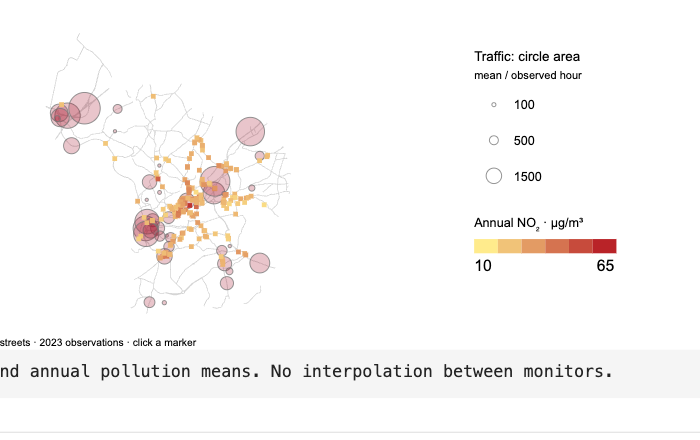 Traffic: circle area
mean / observed hour
100
500
1500
Annual NO₂ · µg/m³
10 65
streets · 2023 observations · click a marker
nd annual pollution means. No interpolation between monitors.